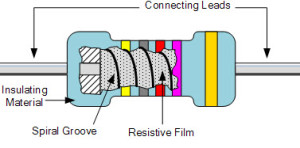 Connecting Leads
Insulating
Material
Spiral Groove
Resistive Film